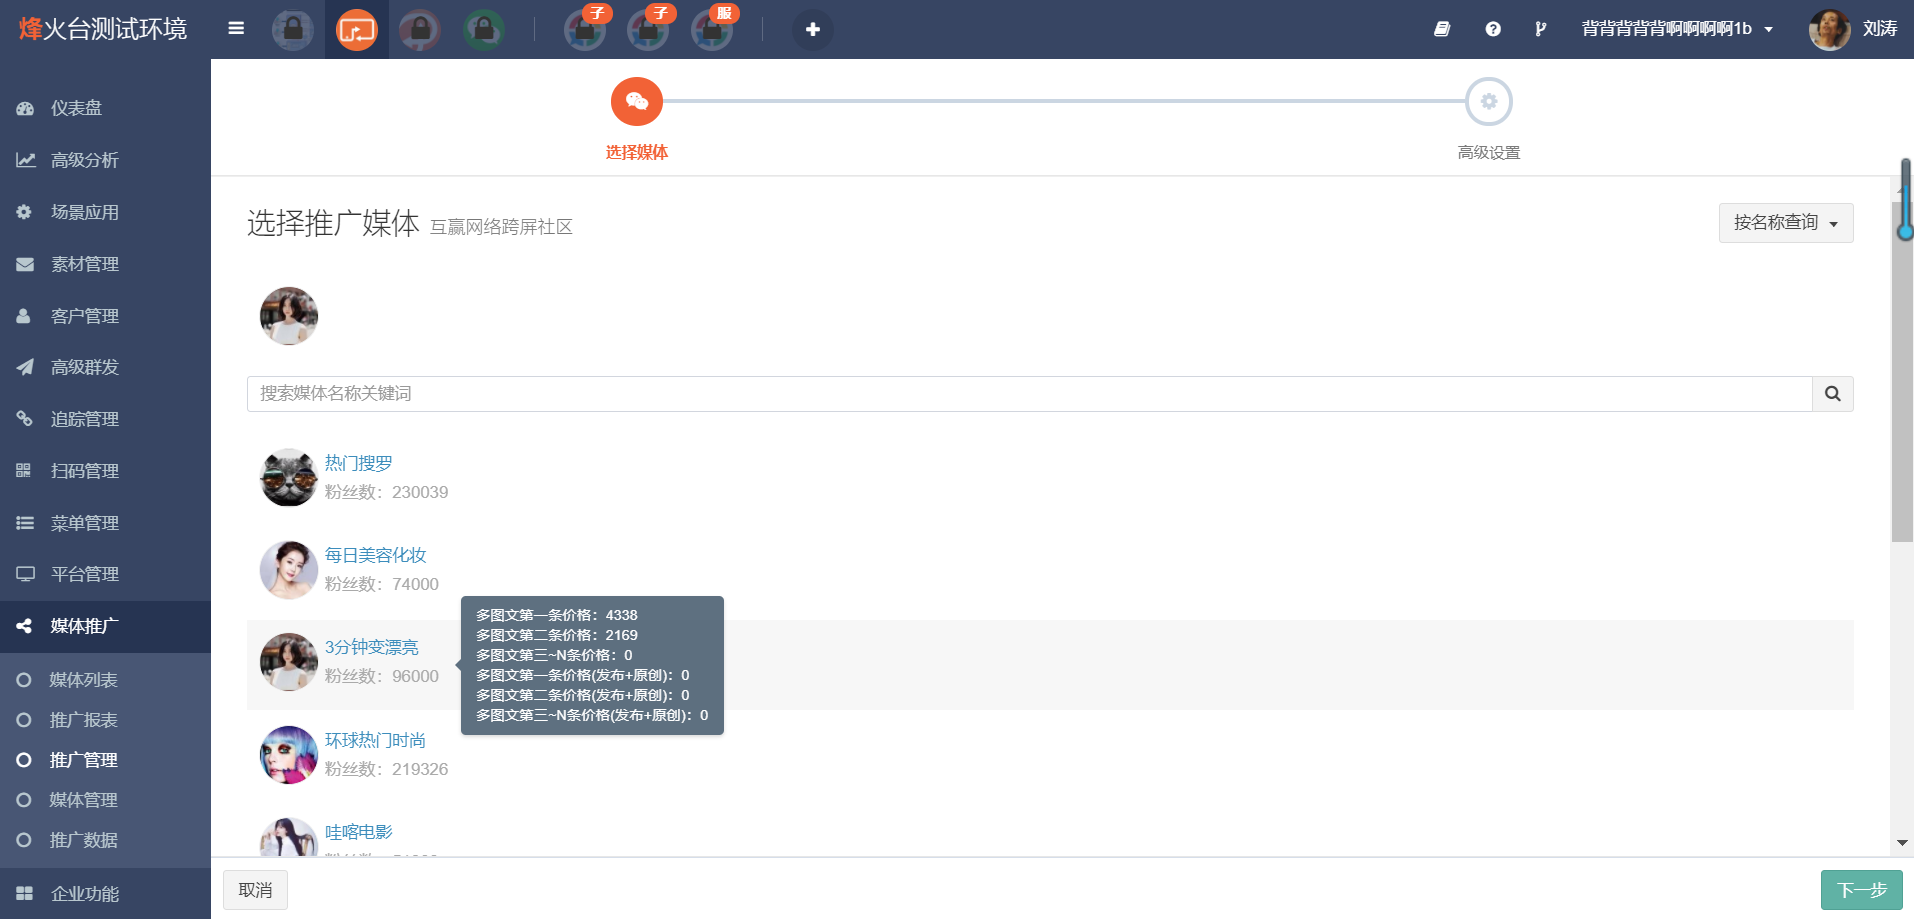 烽火台测试环境
子
子
服
背背背背背啊啊啊啊1b
刘涛
仪表盘
高级分析
场景应用
素材管理
客户管理
高级群发
追踪管理
扫码管理
菜单管理
平台管理
媒体推广
媒体列表
推广报表
推广管理
媒体管理
推广数据
企业功能
选择媒体
高级设置
选择推广媒体 互赢网络跨屏社区
按名称查询
搜索媒体名称关键词
热门搜罗
粉丝数：230039
每日美容化妆
粉丝数：74000
3分钟变漂亮
粉丝数：96000
多图文第一条价格：4338
多图文第二条价格：2169
多图文第三~N条价格：0
多图文第一条价格(发布+原创)：0
多图文第二条价格(发布+原创)：0
多图文第三~N条价格(发布+原创)：0
环球热门时尚
粉丝数：219326
哇喀电影
取消
下一步